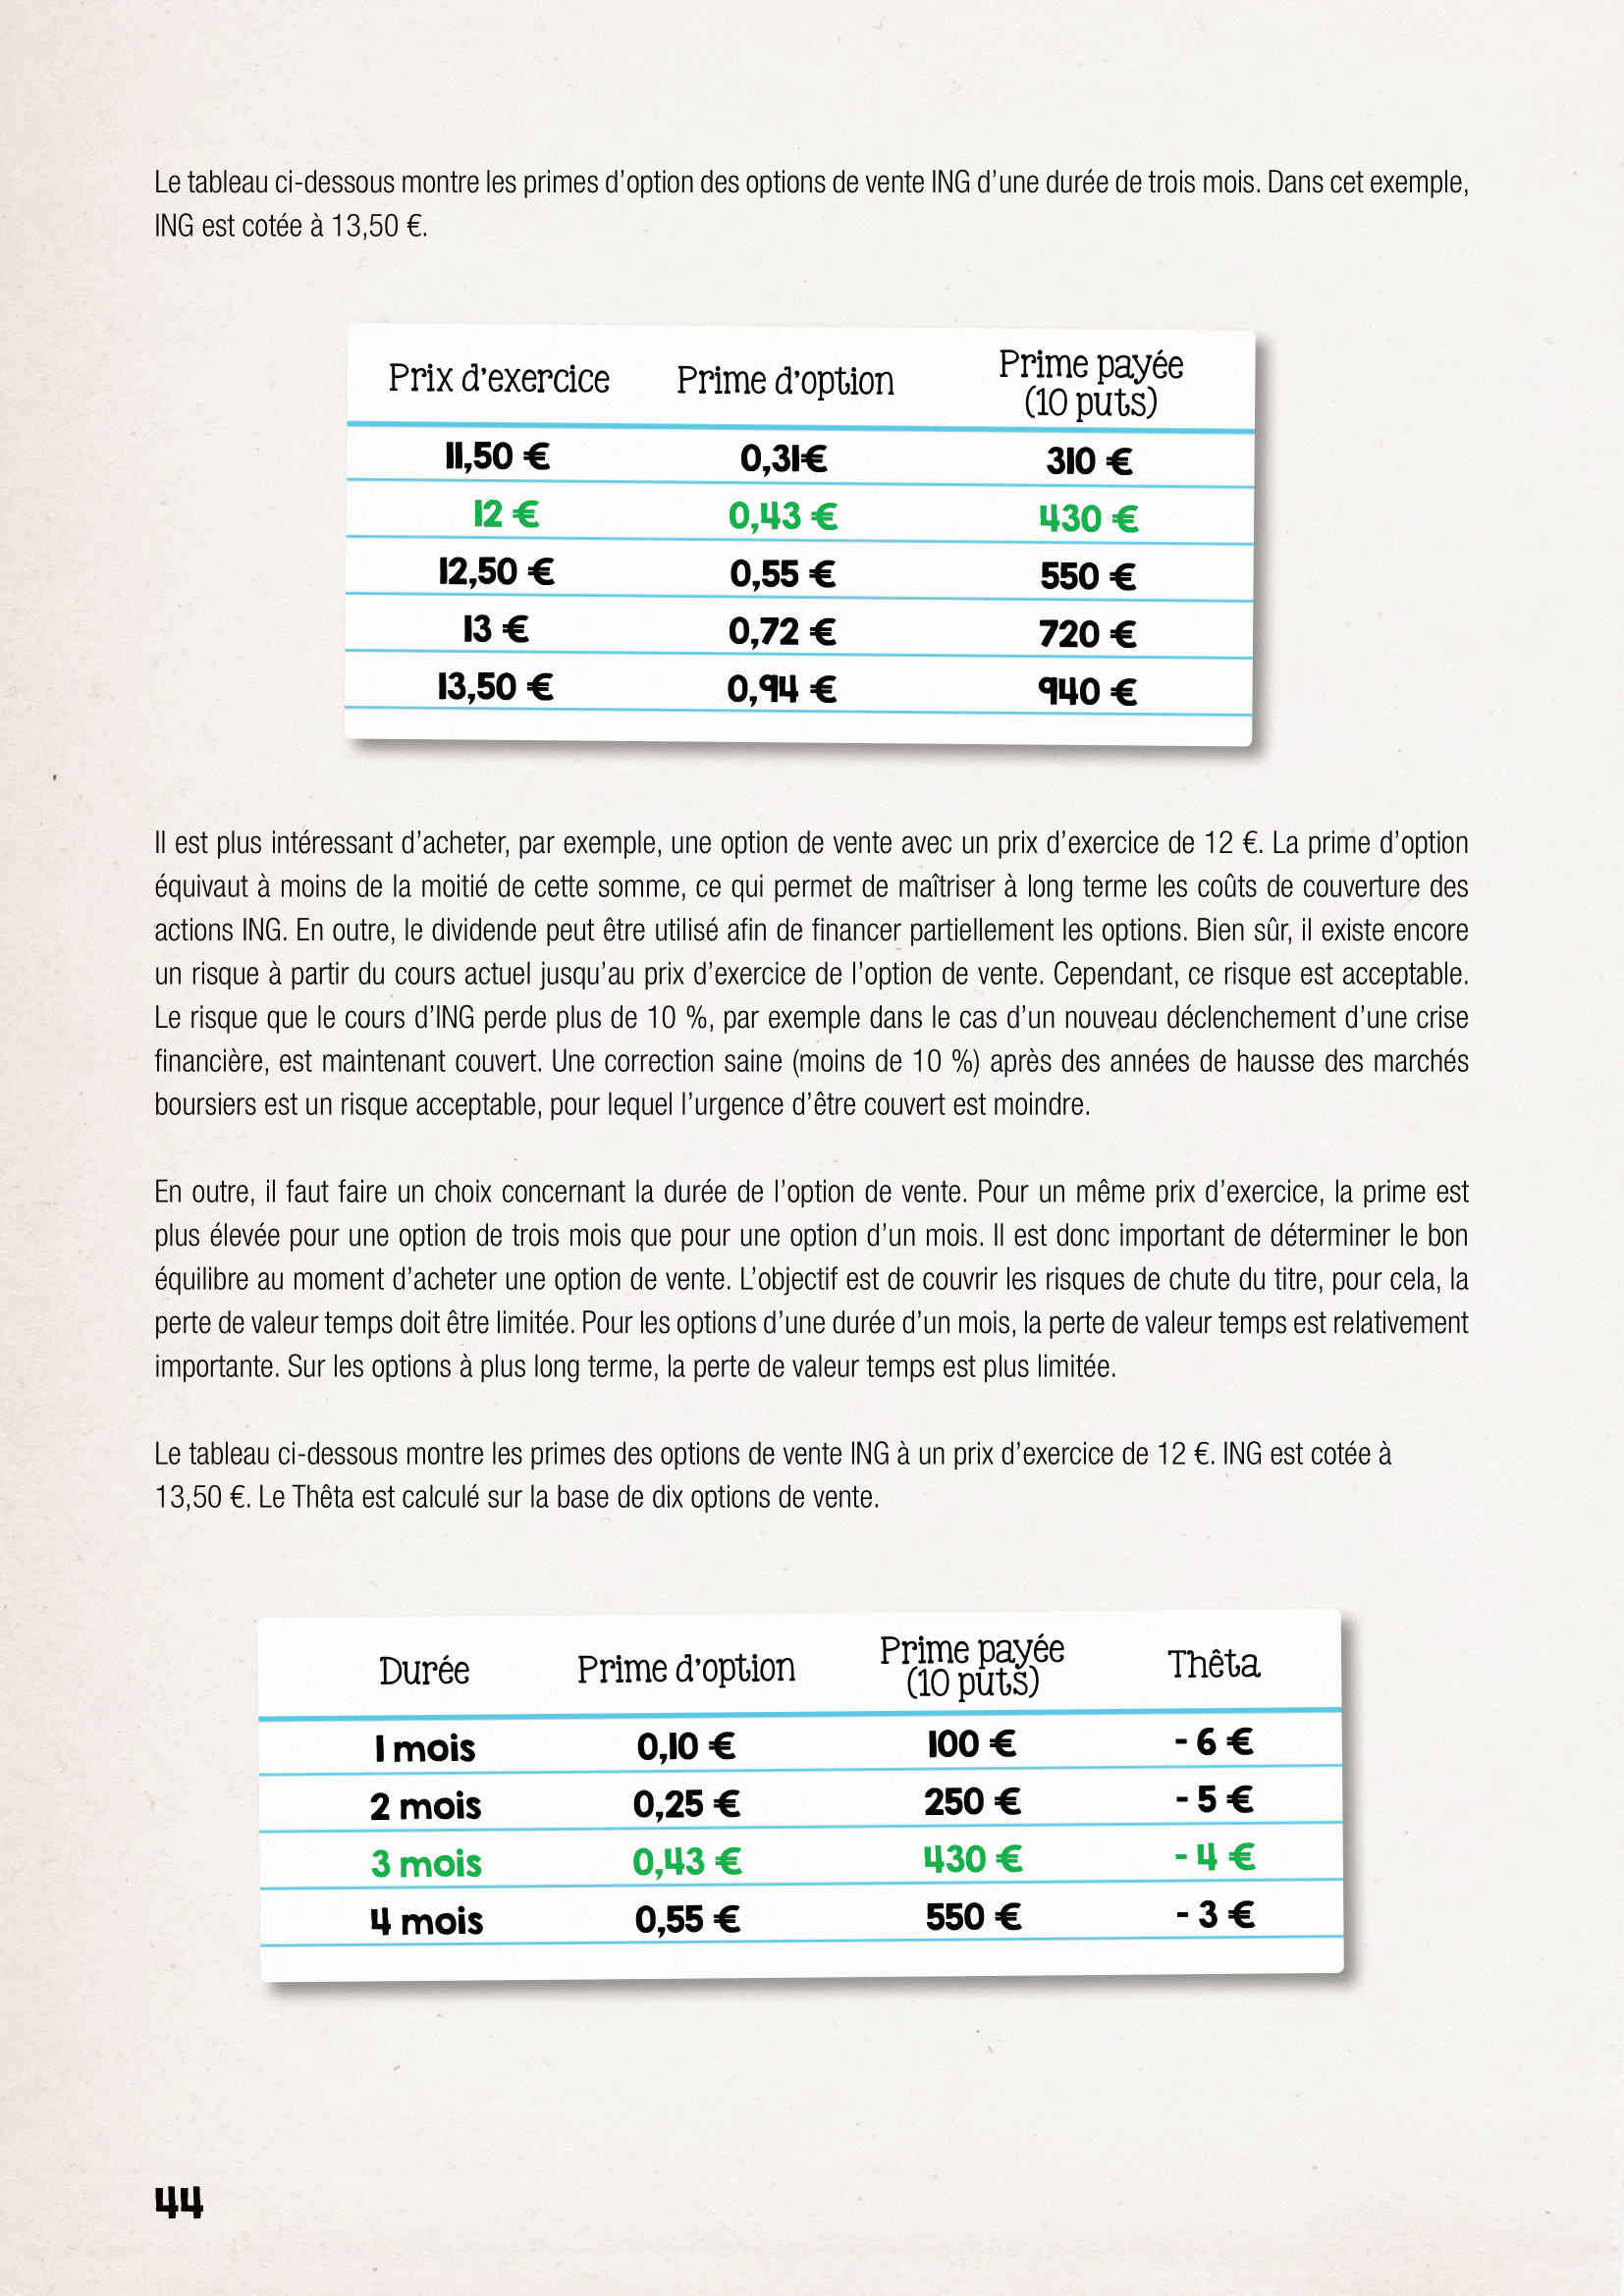 Le tableau ci-dessous montre les primes d’option des options de vente ING d’une durée de trois mois. Dans cet exemple,
ING est cotée à 13,50 €.
Prix d’exercice Prime d’option Prime payée
(10 puts)
11,50 € 0,31€ 310 €
12 € 0,43 € 430 €
12,50 € 0,55 € 550 €
13 € 0,72 € 720 €
13,50 € 0,94 € 940 €
Il est plus intéressant d’acheter, par exemple, une option de vente avec un prix d’exercice de 12 €. La prime d’option
équivaut à moins de la moitié de cette somme, ce qui permet de maîtriser à long terme les coûts de couverture des
actions ING. En outre, le dividende peut être utilisé afin de financer partiellement les options. Bien sûr, il existe encore
un risque à partir du cours actuel jusqu’au prix d’exercice de l’option de vente. Cependant, ce risque est acceptable.
Le risque que le cours d’ING perde plus de 10 %, par exemple dans le cas d’un nouveau déclenchement d’une crise
financière, est maintenant couvert. Une correction saine (moins de 10 %) après des années de hausse des marchés
boursiers est un risque acceptable, pour lequel l’urgence d’être couvert est moindre.
En outre, il faut faire un choix concernant la durée de l’option de vente. Pour un même prix d’exercice, la prime est
plus élevée pour une option de trois mois que pour une option d’un mois. Il est donc important de déterminer le bon
équilibre au moment d’acheter une option de vente. L’objectif est de couvrir les risques de chute du titre, pour cela, la
perte de valeur temps doit être limitée. Pour les options d’une durée d’un mois, la perte de valeur temps est relativement
importante. Sur les options à plus long terme, la perte de valeur temps est plus limitée.
Le tableau ci-dessous montre les primes des options de vente ING à un prix d’exercice de 12 €. ING est cotée à
13,50 €. Le Thêta est calculé sur la base de dix options de vente.
Durée Prime d’option Prime payée
(10 puts) Thêta
1 mois 0,10 € 100 € - 6 €
2 mois 0,25 € 250 € - 5 €
3 mois 0,43 € 430 € - 4 €
4 mois 0,55 € 550 € - 3 €
44